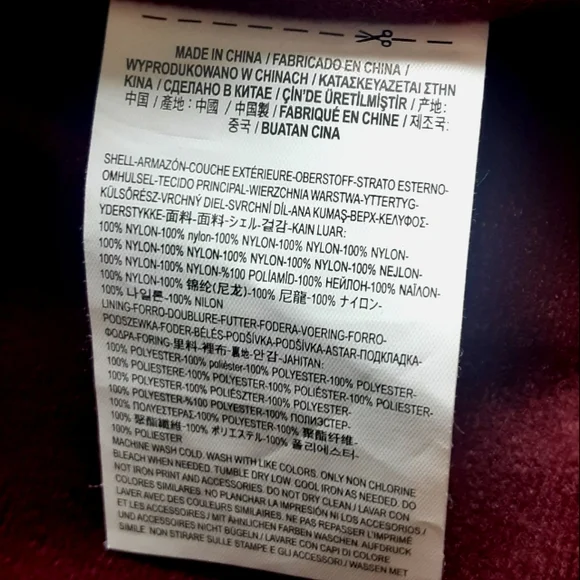 MADE IN CHINA / FABRICADO EN CHINA /
WYPRODUKOWANO W CHINACH / ΚΑΤΑΣΚΕΥΑΖΕΤΑΙ ΣΤΗΝ
ΚΙΝΑ / СДЕЛАНО В КИТАЕ / ÇİN'DE ÜRETİLMİŞTİR / 产地:
中国 / 產地：中國 / 中国製 / FABRIQUÉ EN CHINE / 제조국:
중국 / BUATAN CINA
SHELL-ARMAZÓN-COUCHE EXTÉRIEURE-OBERSTOFF-STRATO ESTERNO-
OMHULSEL-TECIDO PRINCIPAL-WIERZCHNIA WARSTWA-YTTERTYG-
KÜLSŐRÉSZ-VRCHNÝ DIEL-SVRCHNÍ DÍL-ANA KUMAŞ-ВЕРХ-ΚΕΛΥΦΟΣ-
YDERSTYKKE-面料-面料-シェル-겉감-KAIN LUAR:
100% NYLON-100% nylon-100% NYLON-100% NYLON-
100% NYLON-100% NYLON-100% NYLON-100% NEJLON-
100% NYLON-100% NYLON-%100 POLİAMİD-100% НЕЙЛОН-100% ΝΑΪΛΟΝ-
100% NYLON-100% 锦纶(尼龙)-100% 尼龍-100% ナイロン-
100% 나일론-100% NILON
LINING-FORRO-DOUBLURE-FUTTER-FODERA-VOERING-FORRO-
PODSZEWKA-FODER-BÉLÉS-PODŠÍVKA-PODŠÍVKA-ASTAR-ПОДКЛАДКА-
ΦΟΔΡΑ-FORING-里料-裡布-裏地-안감-JAHITAN:
100% POLYESTER-100% poliéster-100% POLYESTER-100% POLYESTER-
100% POLIESTERE-100% POLYESTER-100% POLIÉSTER-100% POLIESTER-
100% POLYESTER-100% POLIÉSZTER-100% POLYESTER-
100% POLYESTER-%100 POLYESTER-100% ПОЛИЭСТЕР-
100% ΠΟΛΥΕΣΤΕΡΑΣ-100% POLYESTER-100% 聚酯纤维-
100% 聚酯纖維-100% ポリエステル-100% 폴리에스터-
100% POLIESTER
MACHINE WASH COLD. WASH WITH LIKE COLORS. ONLY NON CHLORINE
BLEACH WHEN NEEDED. TUMBLE DRY LOW. COOL IRON AS NEEDED. DO
NOT IRON PRINT AND ACCESSORIES. DO NOT DRY CLEAN / LAVAR CON
COLORES SIMILARES. NO PLANCHAR LA IMPRESIÓN NI LOS ACCESORIOS /
LAVER AVEC DES COULEURS SIMILAIRES. NE PAS REPASSER L'IMPRIMÉ
ET LES ACCESSOIRES / MIT ÄHNLICHEN FARBEN WASCHEN. AUFDRUCK
UND ACCESSOIRES NICHT BÜGELN / LAVARE CON CAPI DI COLORE
SIMILE. NON STIRARE SULLE STAMPE E GLI ACCESSORI / WASSEN MET